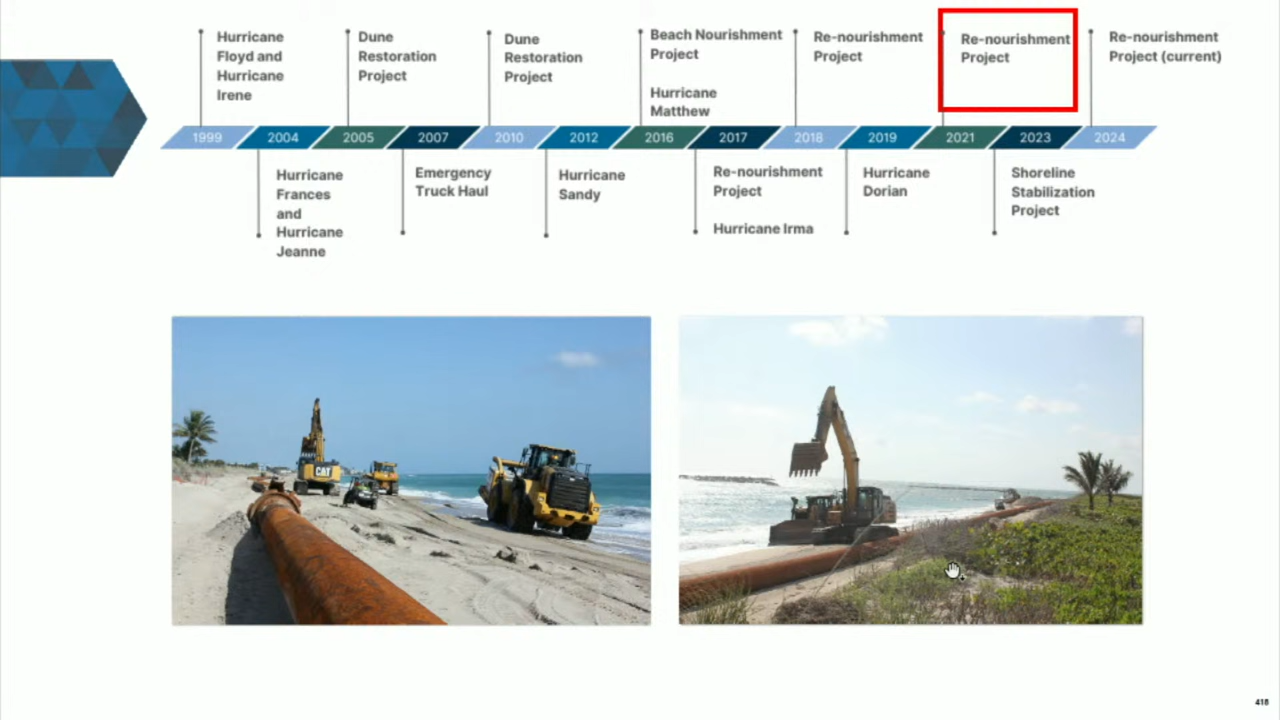 Hurricane
Floyd and
Hurricane
Irene
Dune
Restoration
Project
Dune
Restoration
Project
Beach Nourishment
Project
Hurricane
Matthew
Re-nourishment
Project
Re-nourishment
Project
Re-nourishment
Project (current)
1999 2004 2005 2007 2010 2012 2016 2017 2018 2019 2021 2023 2024
Hurricane
Frances
and
Hurricane
Jeanne
Emergency
Truck Haul
Hurricane
Sandy
Re-nourishment
Project
Hurricane Irma
Hurricane
Dorian
Shoreline
Stabilization
Project
CAT
418